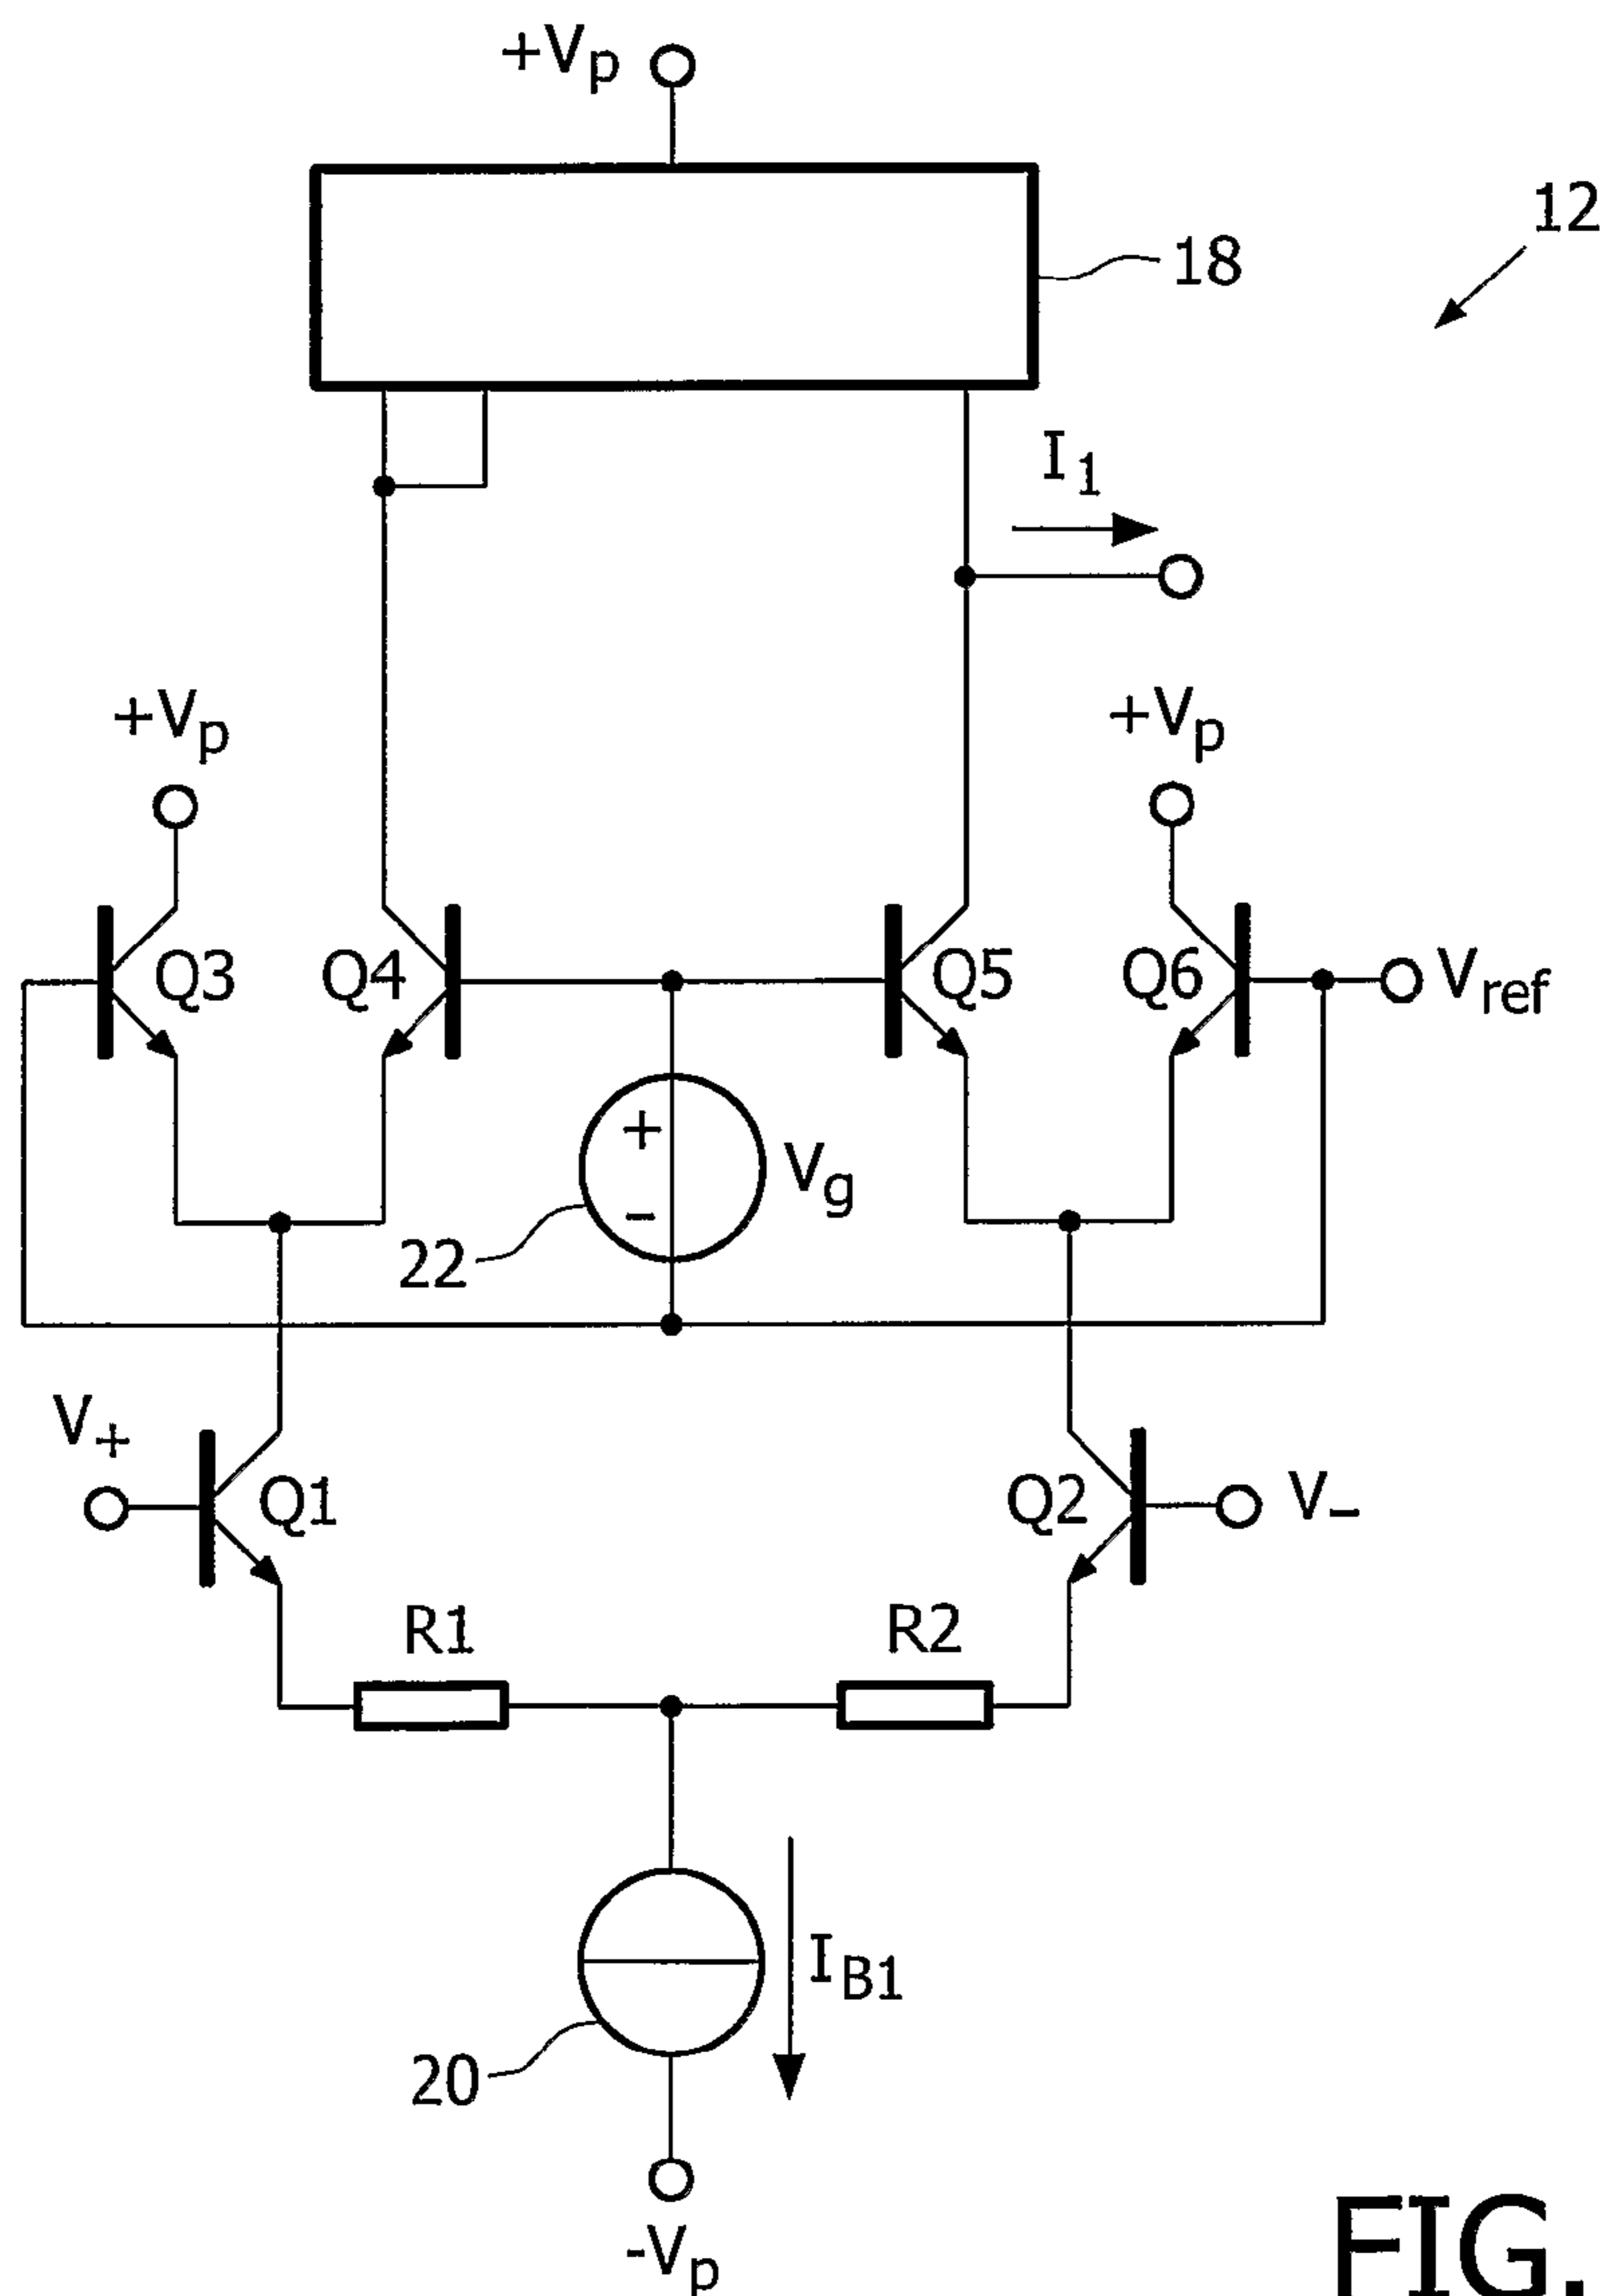 +Vp
12
18
I1
+Vp
+Vp
Q3
Q4
Q5
Q6
Vref
+
Vg
-
22
V+
Q1
Q2
V-
R1
R2
IB1
20
-Vp
FIG.